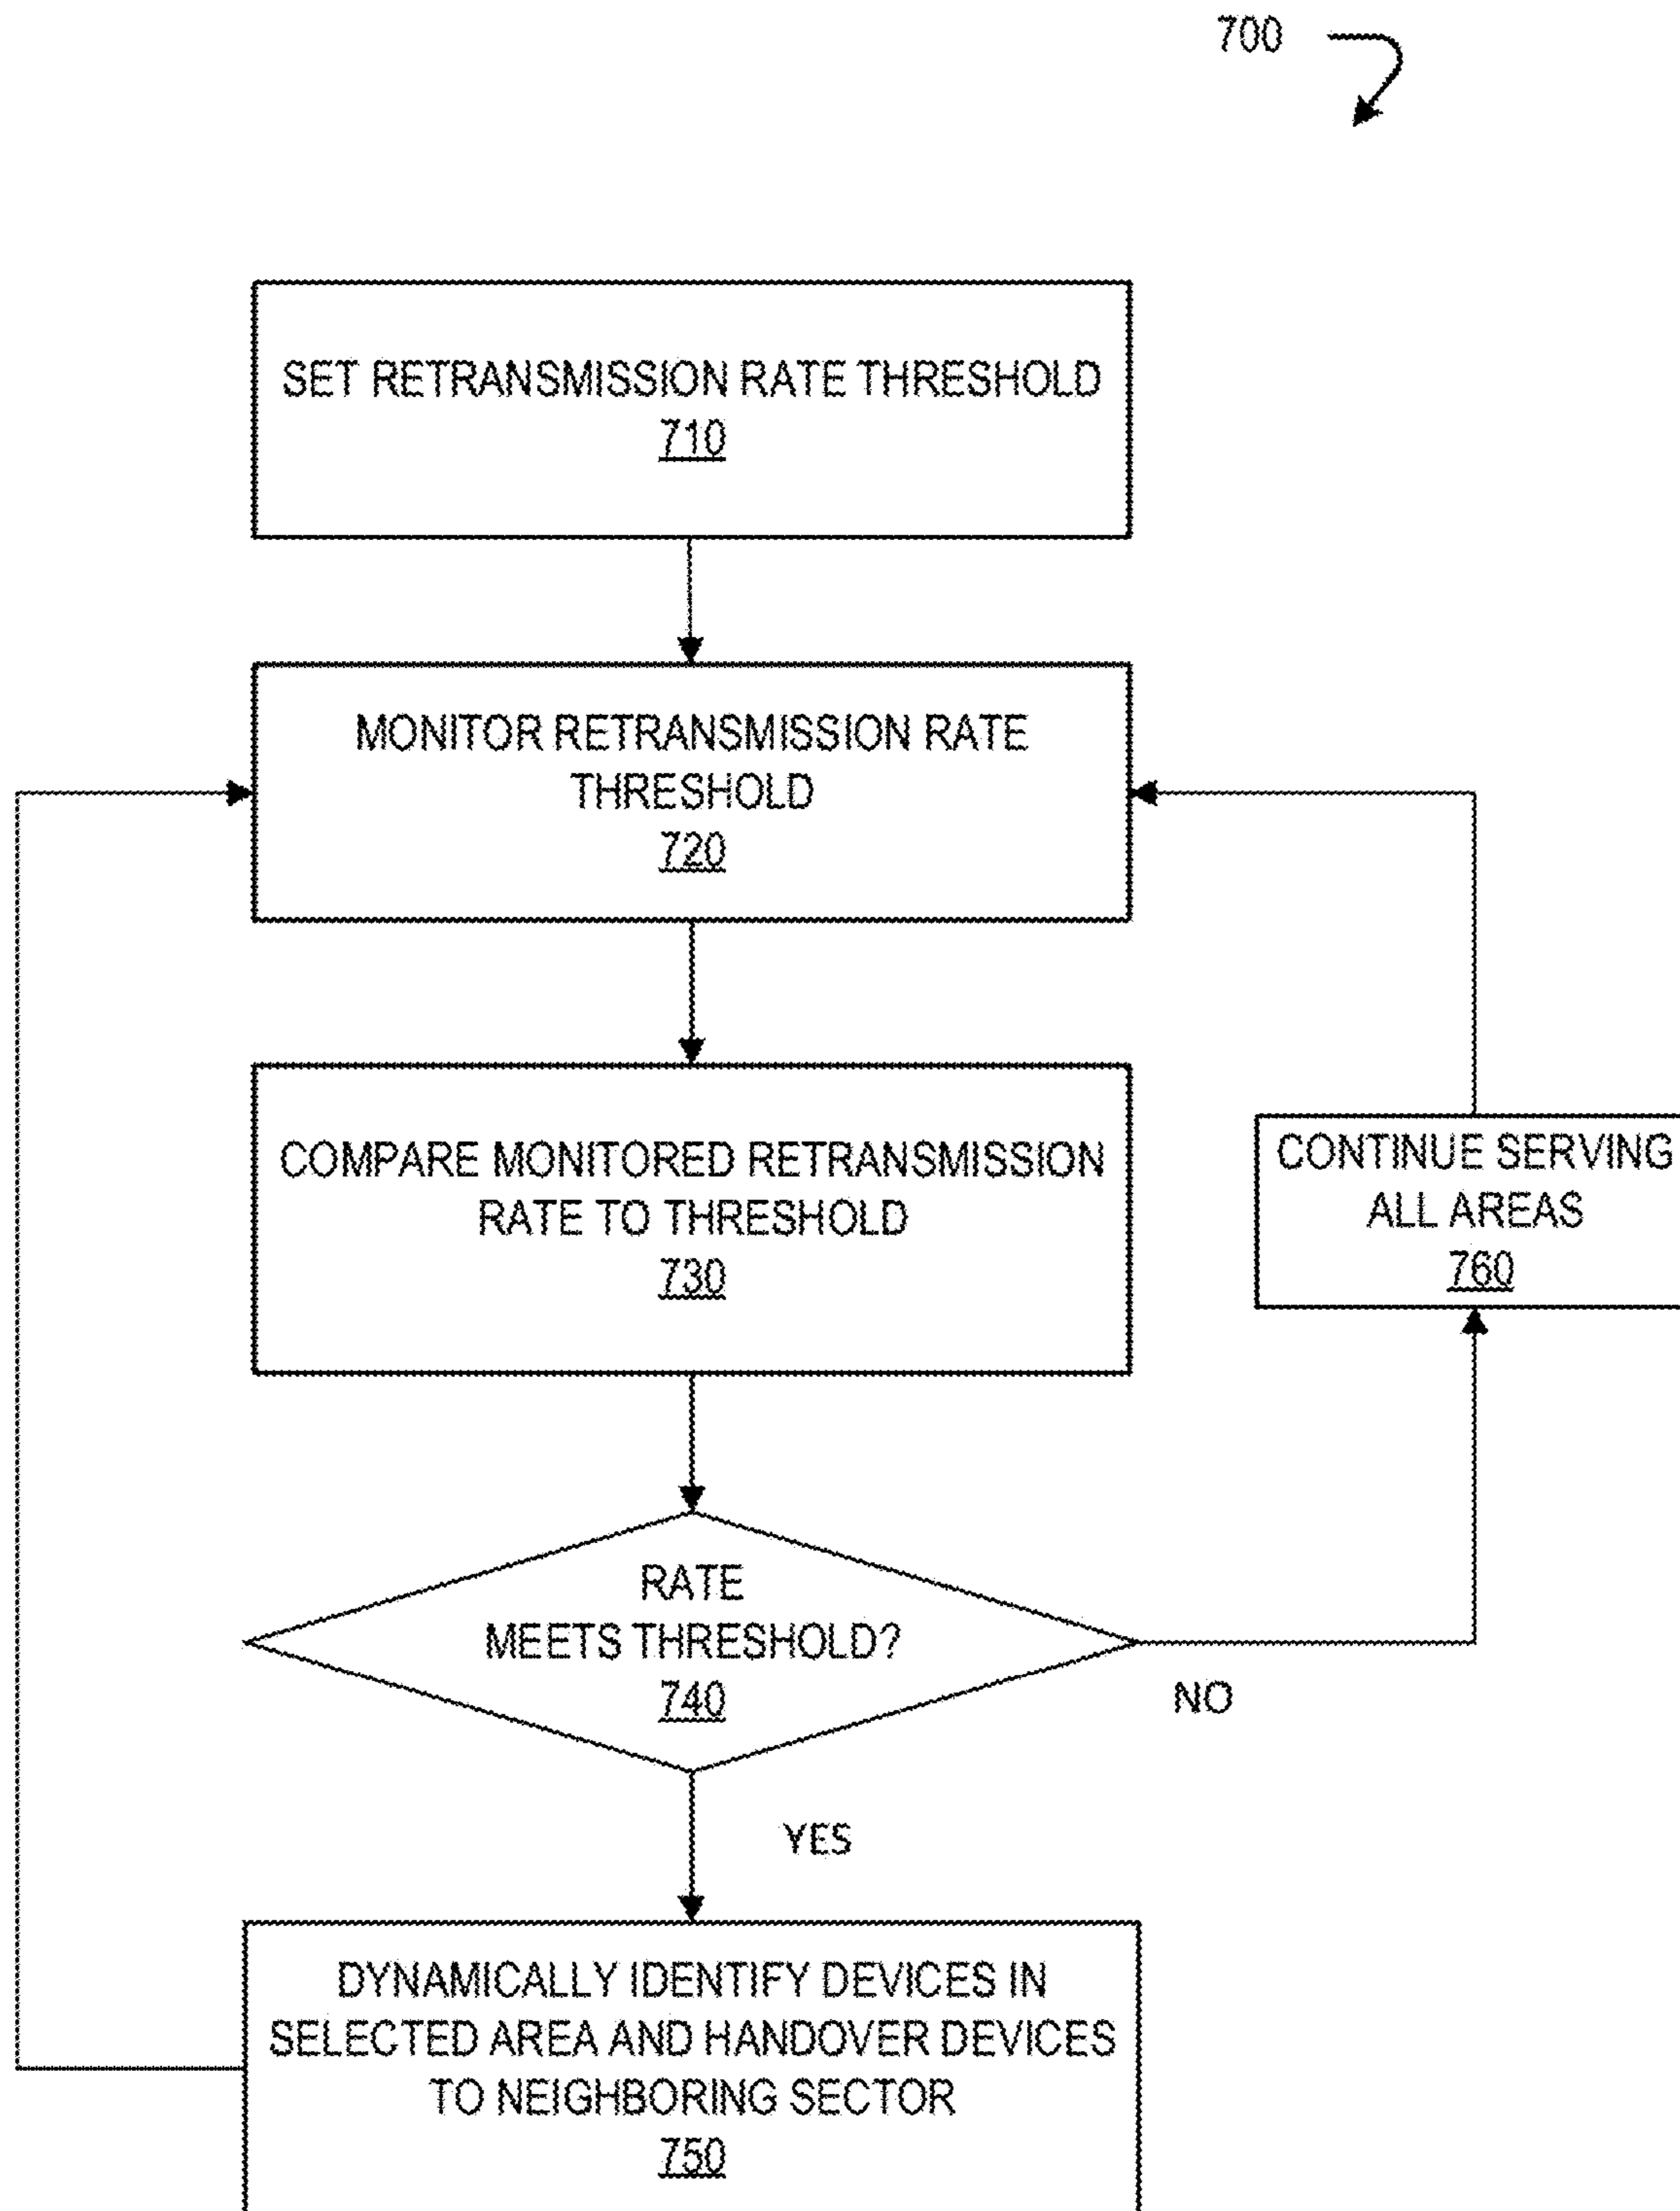 700
SET RETRANSMISSION RATE THRESHOLD
710
MONITOR RETRANSMISSION RATE
THRESHOLD
720
COMPARE MONITORED RETRANSMISSION
RATE TO THRESHOLD
730
CONTINUE SERVING
ALL AREAS
760
RATE
MEETS THRESHOLD?
740
NO
YES
DYNAMICALLY IDENTIFY DEVICES IN
SELECTED AREA AND HANDOVER DEVICES
TO NEIGHBORING SECTOR
750